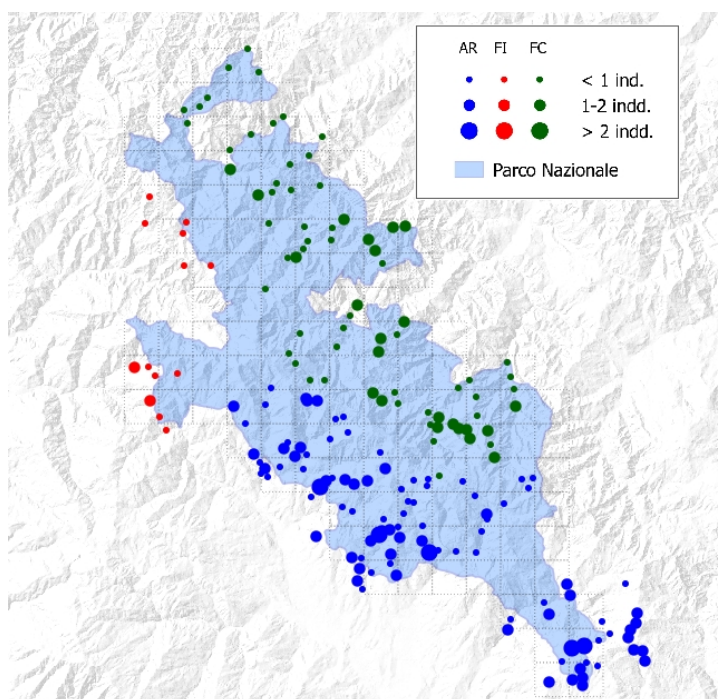 AR FI FC
< 1 ind.
1-2 indd.
> 2 indd.
Parco Nazionale